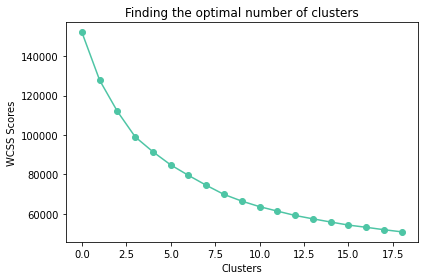 Finding the optimal number of clusters
WCSS Scores
140000
120000
100000
80000
60000
0.0 2.5 5.0 7.5 10.0 12.5 15.0 17.5
Clusters